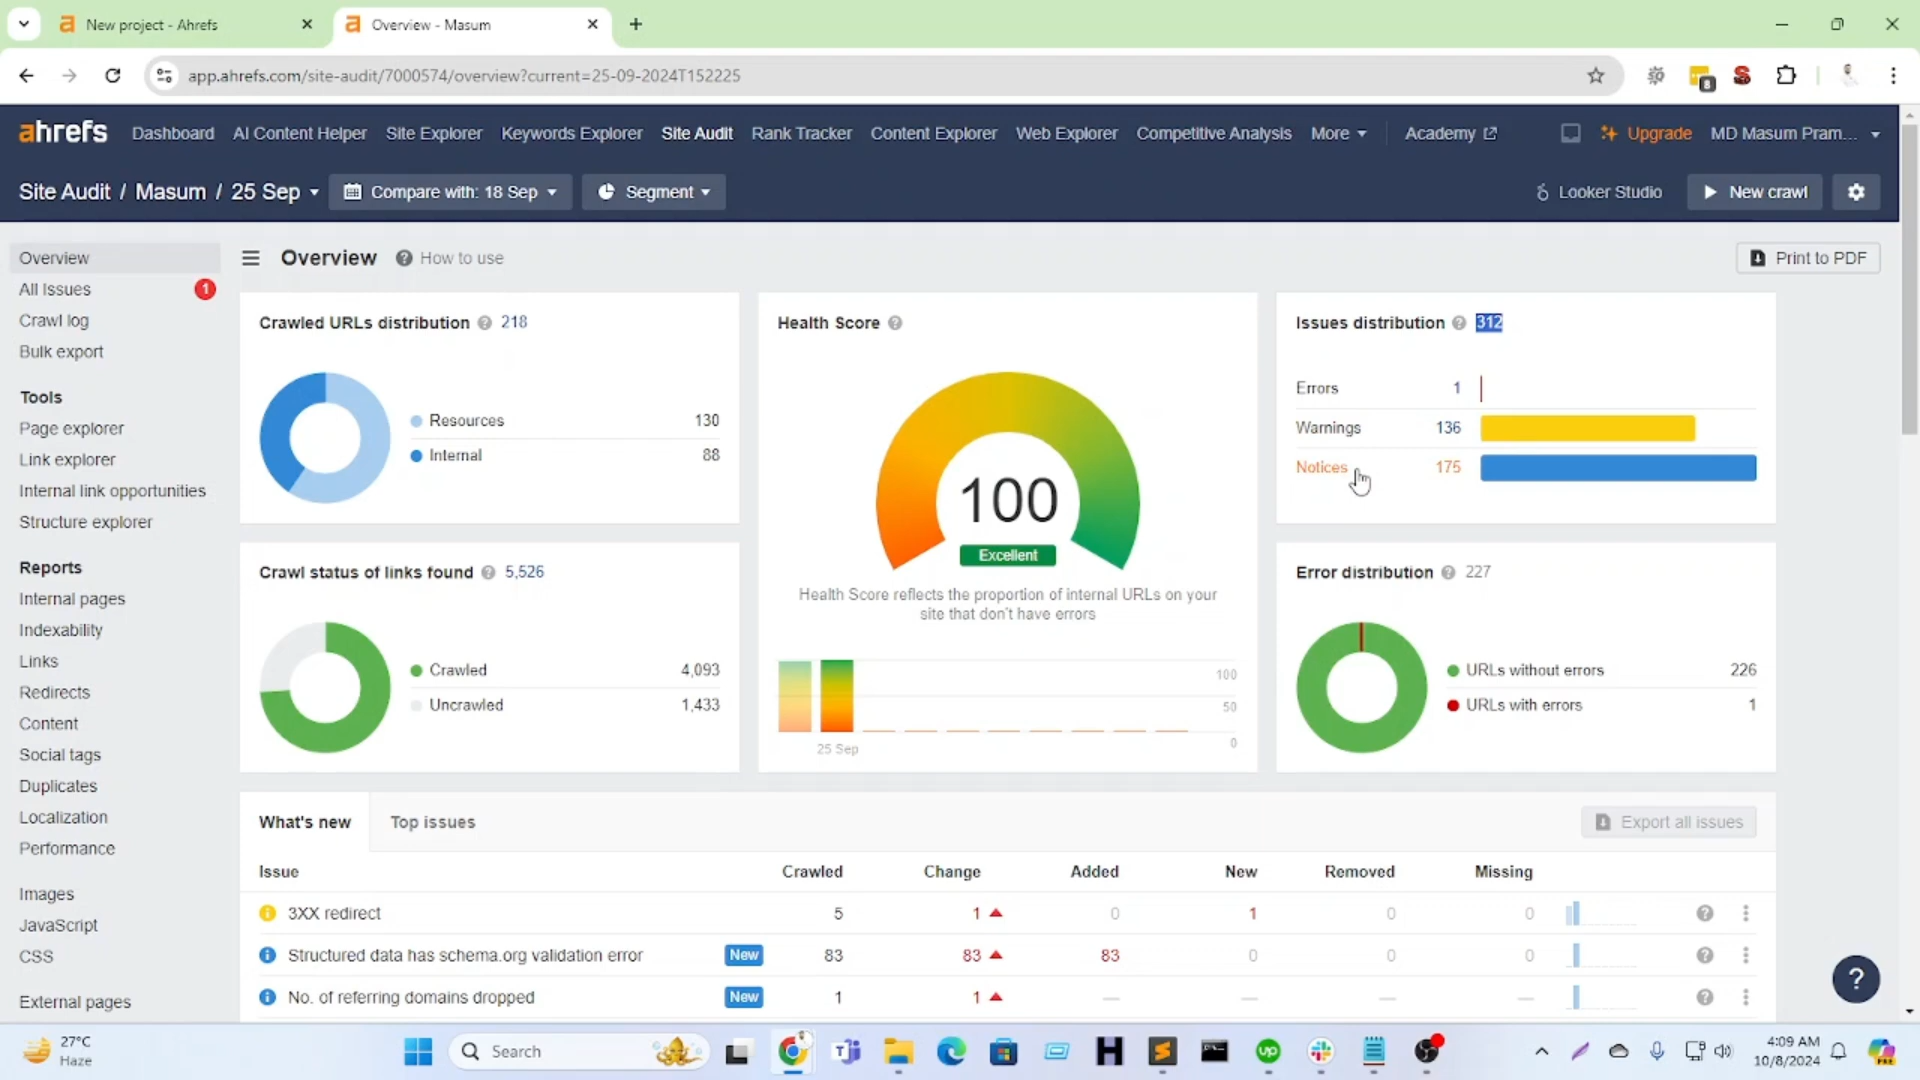 New project - Ahrefs
Overview - Masum
app.ahrefs.com/site-audit/7000574/overview?current=25-09-2024T152225
8
ahrefs Dashboard AI Content Helper Site Explorer Keywords Explorer Site Audit Rank Tracker Content Explorer Web Explorer Competitive Analysis More Academy Upgrade MD Masum Pram...
Site Audit / Masum / 25 Sep Compare with: 18 Sep Segment Looker Studio New crawl
Overview
All Issues 1
Crawl log
Bulk export
Tools
Page explorer
Link explorer
Internal link opportunities
Structure explorer
Reports
Internal pages
Indexability
Links
Redirects
Content
Social tags
Duplicates
Localization
Performance
Images
JavaScript
CSS
External pages
Overview ? How to use Print to PDF
Crawled URLs distribution ? 218
Resources 130
Internal 88
Health Score ?
100
Excellent
Health Score reflects the proportion of internal URLs on your
site that don't have errors
100
50
0
25 Sep
Issues distribution ? 312
Errors 1
Warnings 136
Notices 175
Crawl status of links found ? 5,526
Crawled 4,093
Uncrawled 1,433
Error distribution ? 227
URLs without errors 226
URLs with errors 1
What's new Top issues Export all issues
Issue Crawled Change Added New Removed Missing
3XX redirect 5 1 0 1 0 0 ?
Structured data has schema.org validation error New 83 83 83 0 0 0 ?
No. of referring domains dropped New 1 1 — — — — ?
?
27°C
Haze
Search
4:09 AM
10/8/2024